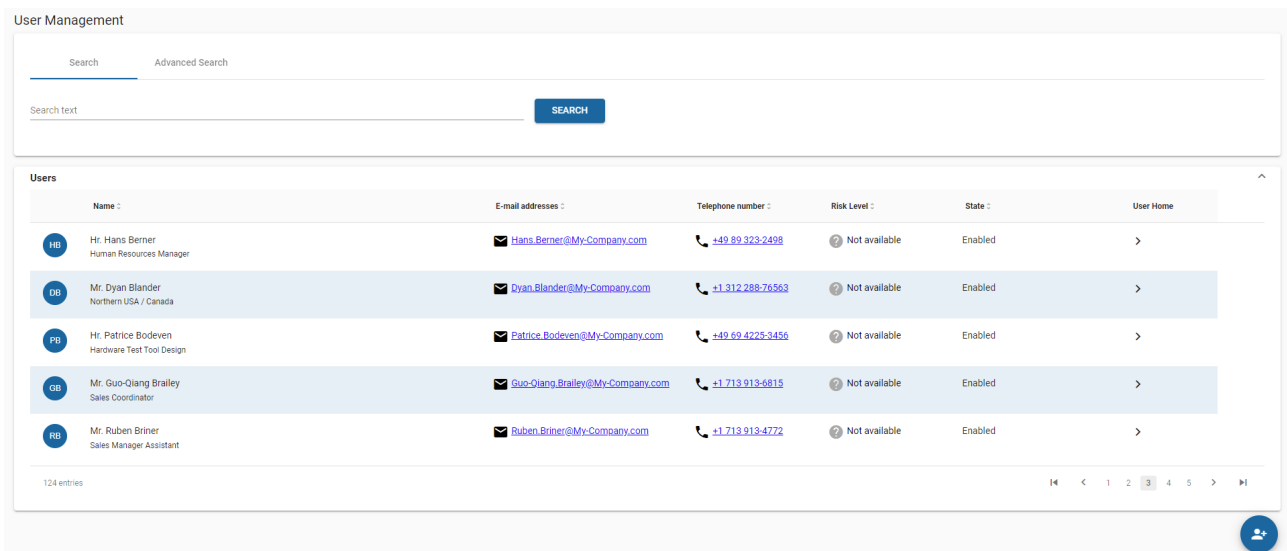 User Management
Search Advanced Search
Search text SEARCH
Users
Name E-mail addresses Telephone number Risk Level State User Home
HB Hr. Hans Berner Hans.Berner@My-Company.com +49 89 323-2498 ? Not available Enabled
Human Resources Manager
DB Mr. Dyan Blander Dyan.Blander@My-Company.com +1 312 288-76563 ? Not available Enabled
Northern USA / Canada
PB Hr. Patrice Bodeven Patrice.Bodeven@My-Company.com +49 69 4225-3456 ? Not available Enabled
Hardware Test Tool Design
GB Mr. Guo-Qiang Brailey Guo-Qiang.Brailey@My-Company.com +1 713 913-6815 ? Not available Enabled
Sales Coordinator
RB Mr. Ruben Briner Ruben.Briner@My-Company.com +1 713 913-4772 ? Not available Enabled
Sales Manager Assistant
124 entries 1 2 3 4 5